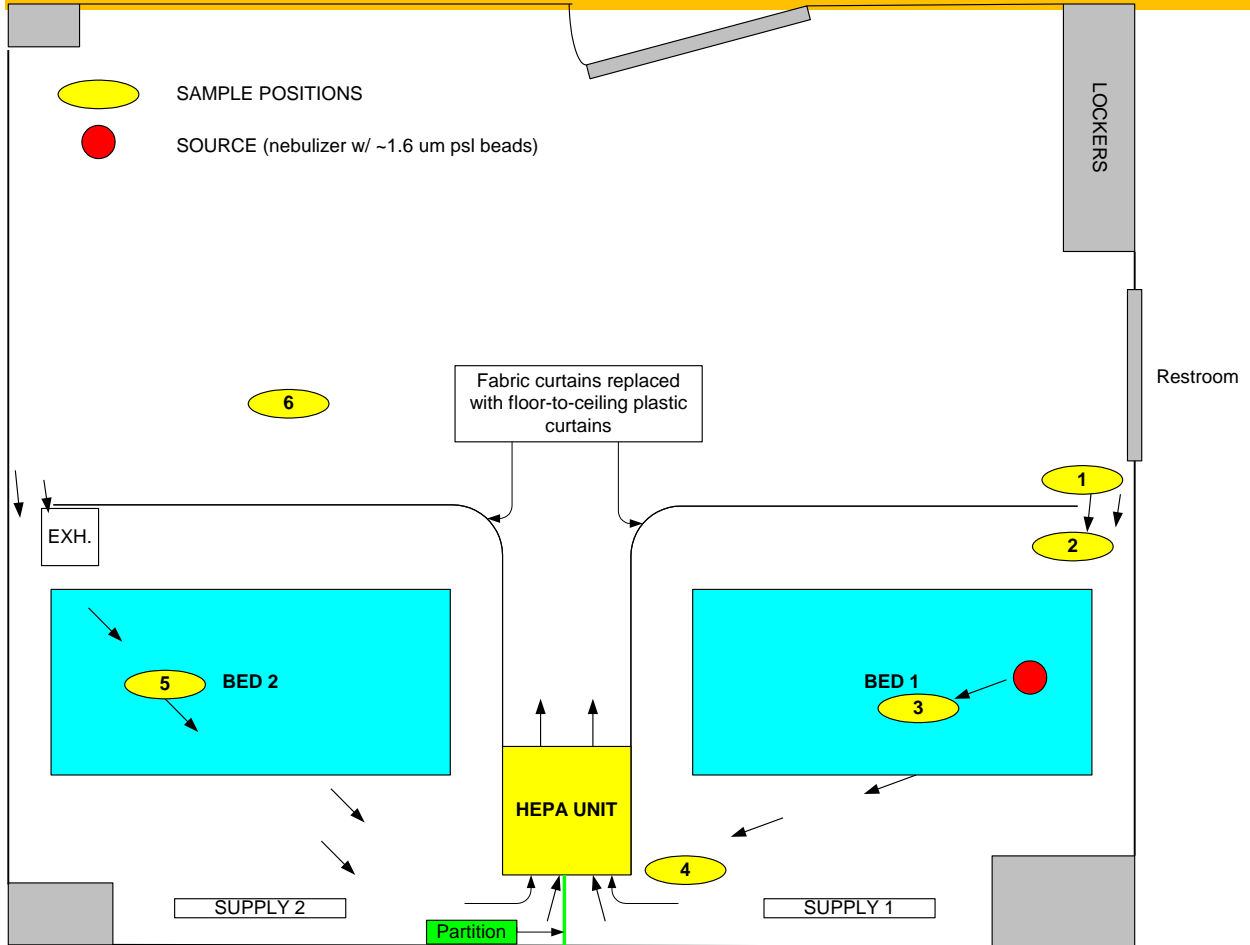 SAMPLE POSITIONS
SOURCE (nebulizer w/ ~1.6 um psl beads)
LOCKERS
Restroom
Fabric curtains replaced
with floor-to-ceiling plastic
curtains
6
1
EXH.
2
5
BED 2
BED 1
3
HEPA UNIT
4
SUPPLY 2
SUPPLY 1
Partition